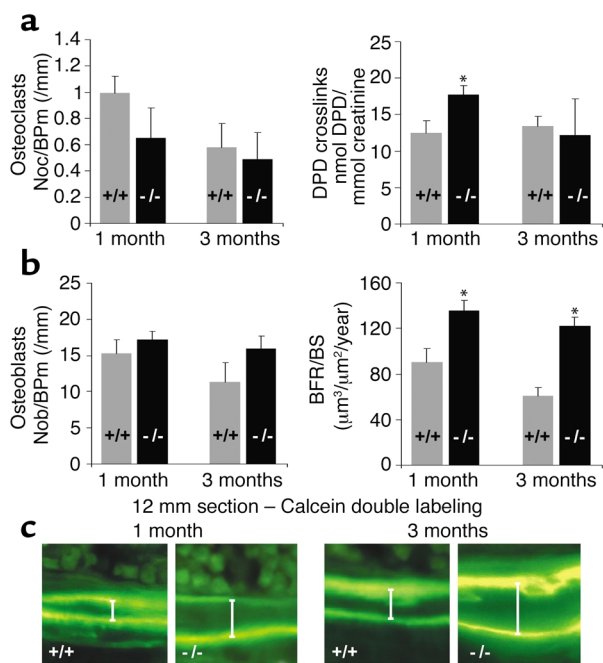 a
Osteoclasts
Noc/BPm (/mm)
1.4
1.2
1
0.8
0.6
0.4
0.2
0
+/+
-/-
+/+
-/-
1 month
3 months
DPD crosslinks
nmol DPD/
mmol creatinine
25
20
15
10
5
0
*
+/+
-/-
+/+
-/-
1 month
3 months
b
Osteoblasts
Nob/BPm (/mm)
25
20
15
10
5
0
+/+
-/-
+/+
-/-
1 month
3 months
BFR/BS
(μm³/μm²/year)
160
120
80
40
0
*
*
+/+
-/-
+/+
-/-
1 month
3 months
12 mm section – Calcein double labeling
c
1 month
3 months
+/+
-/-
+/+
-/-